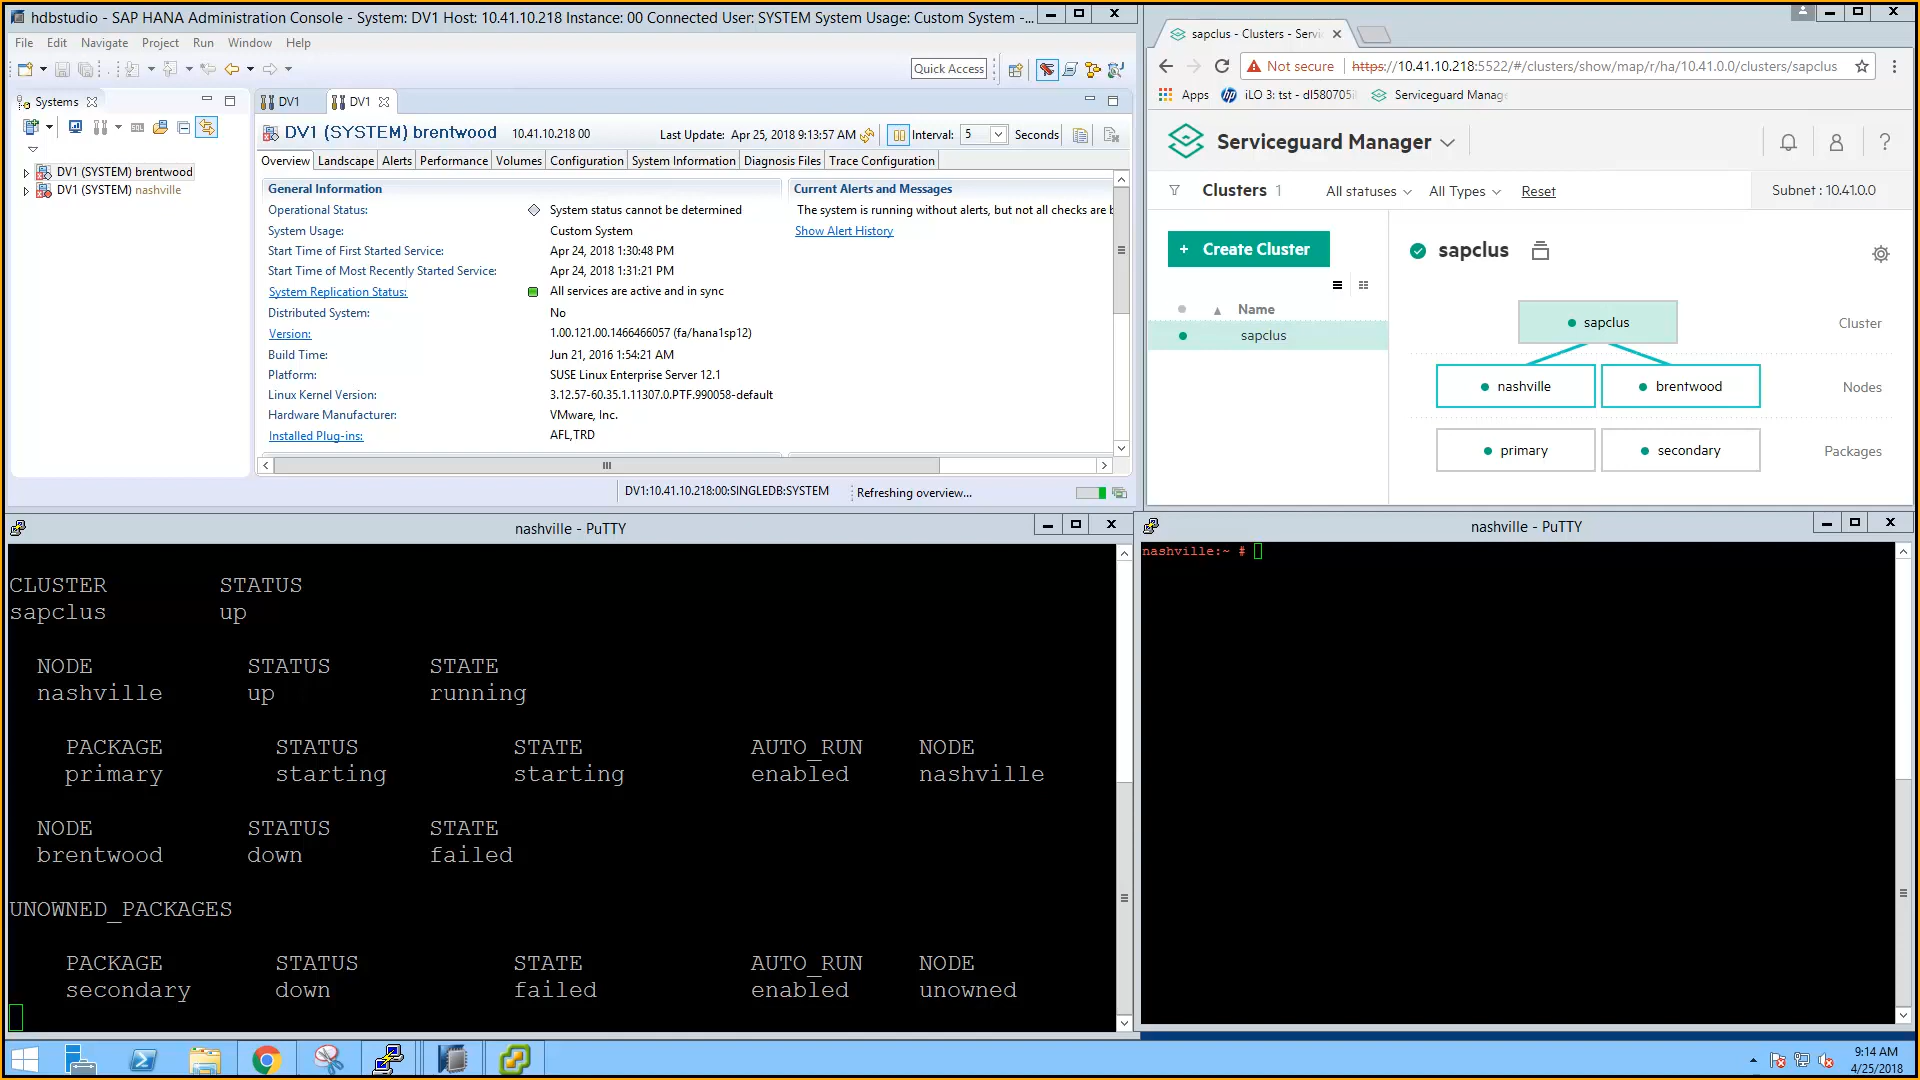 hdbstudio - SAP HANA Administration Console - System: DV1 Host: 10.41.10.218 Instance: 00 Connected User: SYSTEM System Usage: Custom System -...
File Edit Navigate Project Run Window Help
Quick Access
Systems
DV1 (SYSTEM) brentwood
DV1 (SYSTEM) nashville
DV1
DV1
DV1 (SYSTEM) brentwood 10.41.10.218 00
Last Update: Apr 25, 2018 9:13:57 AM
Interval: 5 Seconds
Overview Landscape Alerts Performance Volumes Configuration System Information Diagnosis Files Trace Configuration
General Information
Operational Status: System status cannot be determined
System Usage: Custom System
Start Time of First Started Service: Apr 24, 2018 1:30:48 PM
Start Time of Most Recently Started Service: Apr 24, 2018 1:31:21 PM
System Replication Status: All services are active and in sync
Distributed System: No
Version: 1.00.121.00.1466466057 (fa/hana1sp12)
Build Time: Jun 21, 2016 1:54:21 AM
Platform: SUSE Linux Enterprise Server 12.1
Linux Kernel Version: 3.12.57-60.35.1.11307.0.PTF.990058-default
Hardware Manufacturer: VMware, Inc.
Installed Plug-ins: AFL,TRD
Current Alerts and Messages
The system is running without alerts, but not all checks are
Show Alert History
DV1:10.41.10.218:00:SINGLEDB:SYSTEM
Refreshing overview...
sapclus - Clusters - Servi
Not secure https://10.41.10.218:5522/#/clusters/show/map/r/ha/10.41.0.0/clusters/sapclus
Apps iLO 3: tst - dl580705i Serviceguard Manag
Serviceguard Manager
?
Clusters 1 All statuses All Types Reset
Subnet : 10.41.0.0
+ Create Cluster
Name
sapclus
sapclus
sapclus
Cluster
nashville brentwood
Nodes
primary secondary
Packages
nashville - PuTTY
CLUSTER STATUS
sapclus up
NODE STATUS STATE
nashville up running
PACKAGE STATUS STATE AUTO_RUN NODE
primary starting starting enabled nashville
NODE STATUS STATE
brentwood down failed
UNOWNED_PACKAGES
PACKAGE STATUS STATE AUTO_RUN NODE
secondary down failed enabled unowned
nashville - PuTTY
nashville:~ #
9:14 AM
4/25/2018